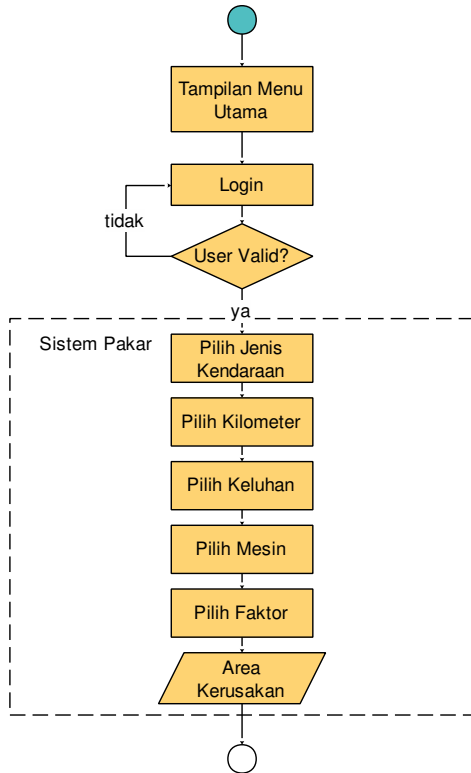 Tampilan Menu
Utama
Login
tidak
User Valid?
ya
Sistem Pakar
Pilih Jenis
Kendaraan
Pilih Kilometer
Pilih Keluhan
Pilih Mesin
Pilih Faktor
Area
Kerusakan